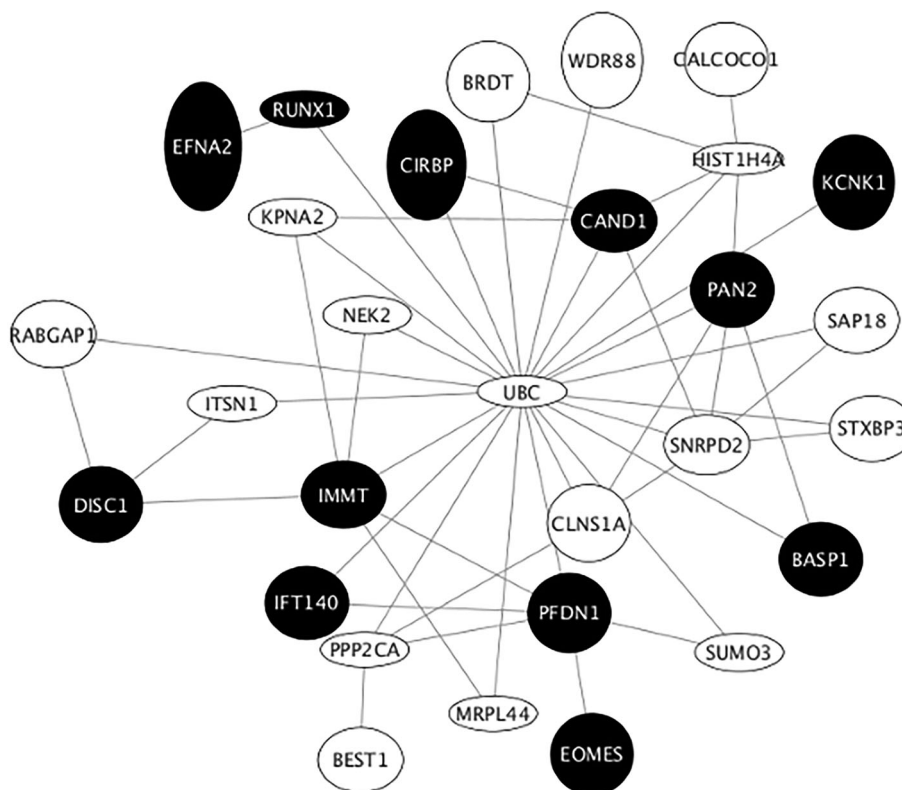 WDR88
CALCOCO1
BRDT
RUNX1
EFNA2
CIRBP
HIST1H4A
KCNK1
KPNA2
CAND1
PAN2
NEK2
SAP18
RABGAP1
UBC
ITSN1
STXBP3
SNRPD2
IMMT
DISC1
CLNS1A
BASP1
IFT140
PFDN1
PPP2CA
SUMO3
MRPL44
BEST1
EOMES